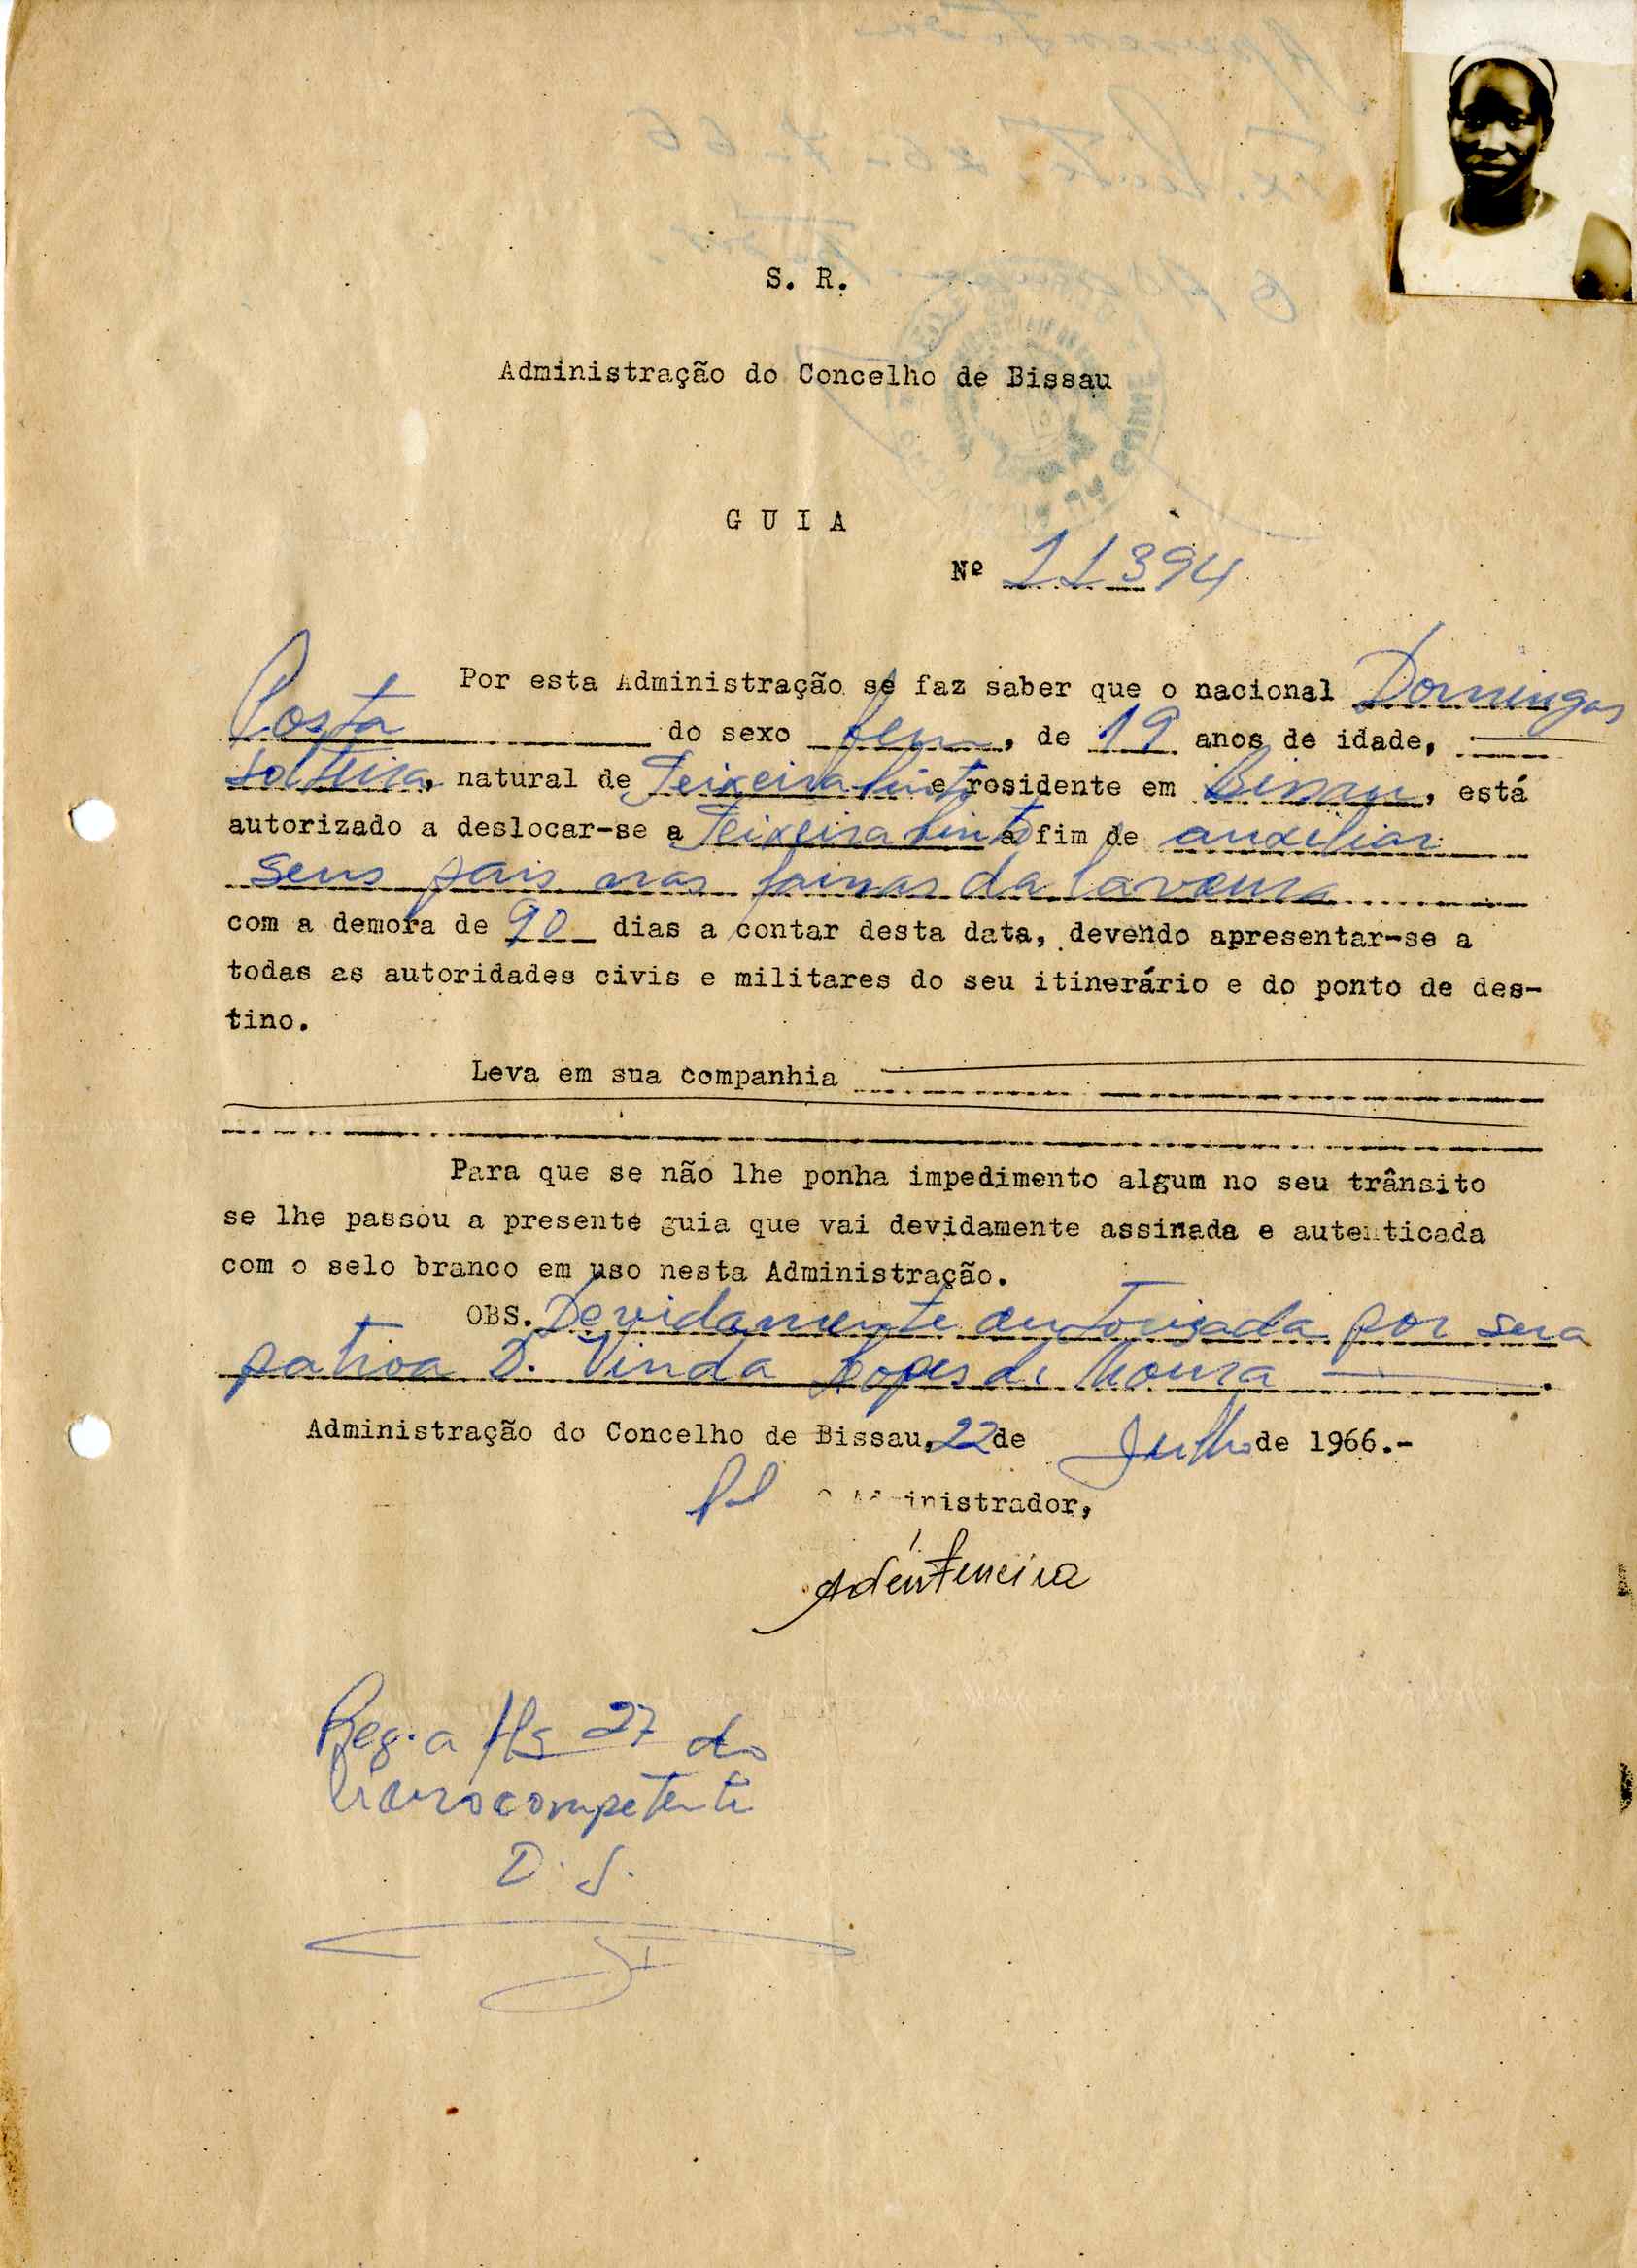 S. R.
Administração do Concelho de Bissau
G U I A
Nº 11394
Por esta Administração se faz saber que o nacional Domingas
Costa do sexo fem, de 19 anos de idade,
solteira, natural de Teixeira Pinto e rosidente em Bissau, está
autorizado a deslocar-se a Teixeira Pinto a fim de auxiliar
seus pais nas fainas da lavoura
com a demora de 90 dias a contar desta data, devendo apresentar-se a
todas as autoridades civis e militares do seu itinerário e do ponto de des-
tino.
Leva em sua companhia
Para que se não lhe ponha impedimento algum no seu trânsito
se lhe passou a presente guia que vai devidamente assinada e autenticada
com o selo branco em uso nesta Administração.
OBS. Devidamente autorizada por sua
patroa D. Vinda Lopes de Moura
Administração do Concelho de Bissau, 22 de Julho de 1966.-
Pel O Administrador,
Reg. a fls 27 do
livro competente
D. S.